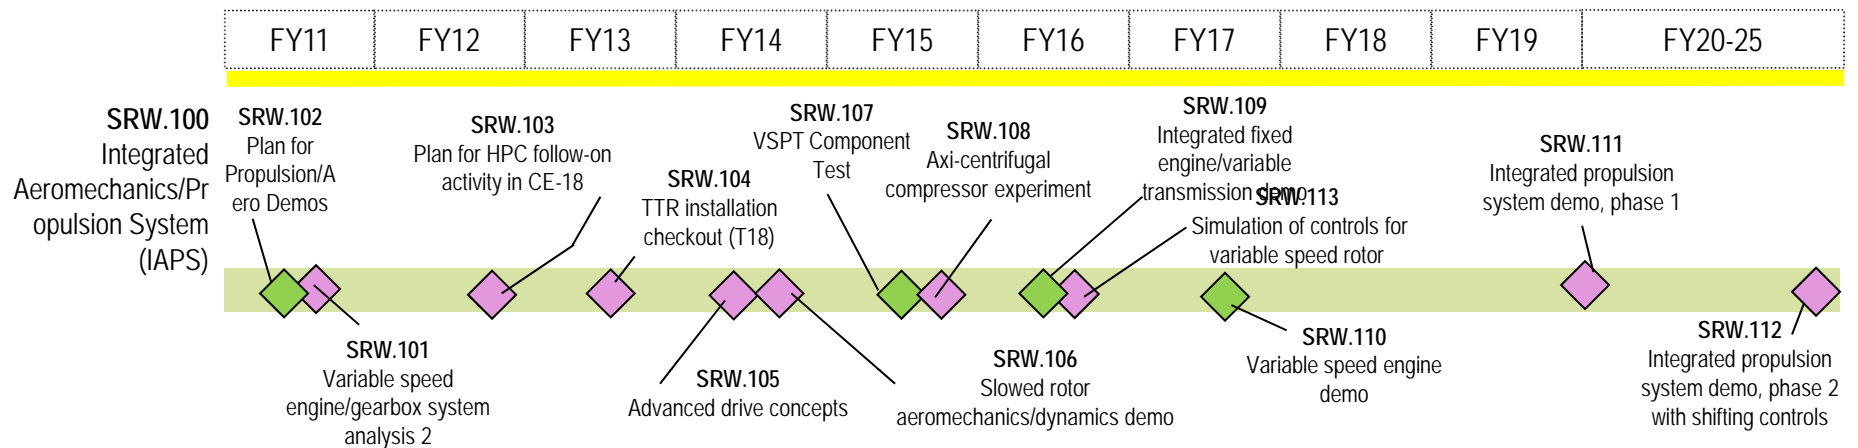 FY11 FY12 FY13 FY14 FY15 FY16 FY17 FY18 FY19 FY20-25
SRW.100
Integrated
Aeromechanics/Pr
opulsion System
(IAPS)
SRW.102
Plan for
Propulsion/A
ero Demos
SRW.103
Plan for HPC follow-on
activity in CE-18
SRW.104
TTR installation
checkout (T18)
SRW.107
VSPT Component
Test
SRW.108
Axi-centrifugal
compressor experiment
SRW.109
Integrated fixed
engine/variable
transmission demo
SRW.113
Simulation of controls for
variable speed rotor
SRW.111
Integrated propulsion
system demo, phase 1
SRW.101
Variable speed
engine/gearbox system
analysis 2
SRW.105
Advanced drive concepts
SRW.106
Slowed rotor
aeromechanics/dynamics demo
SRW.110
Variable speed engine
demo
SRW.112
Integrated propulsion
system demo, phase 2
with shifting controls